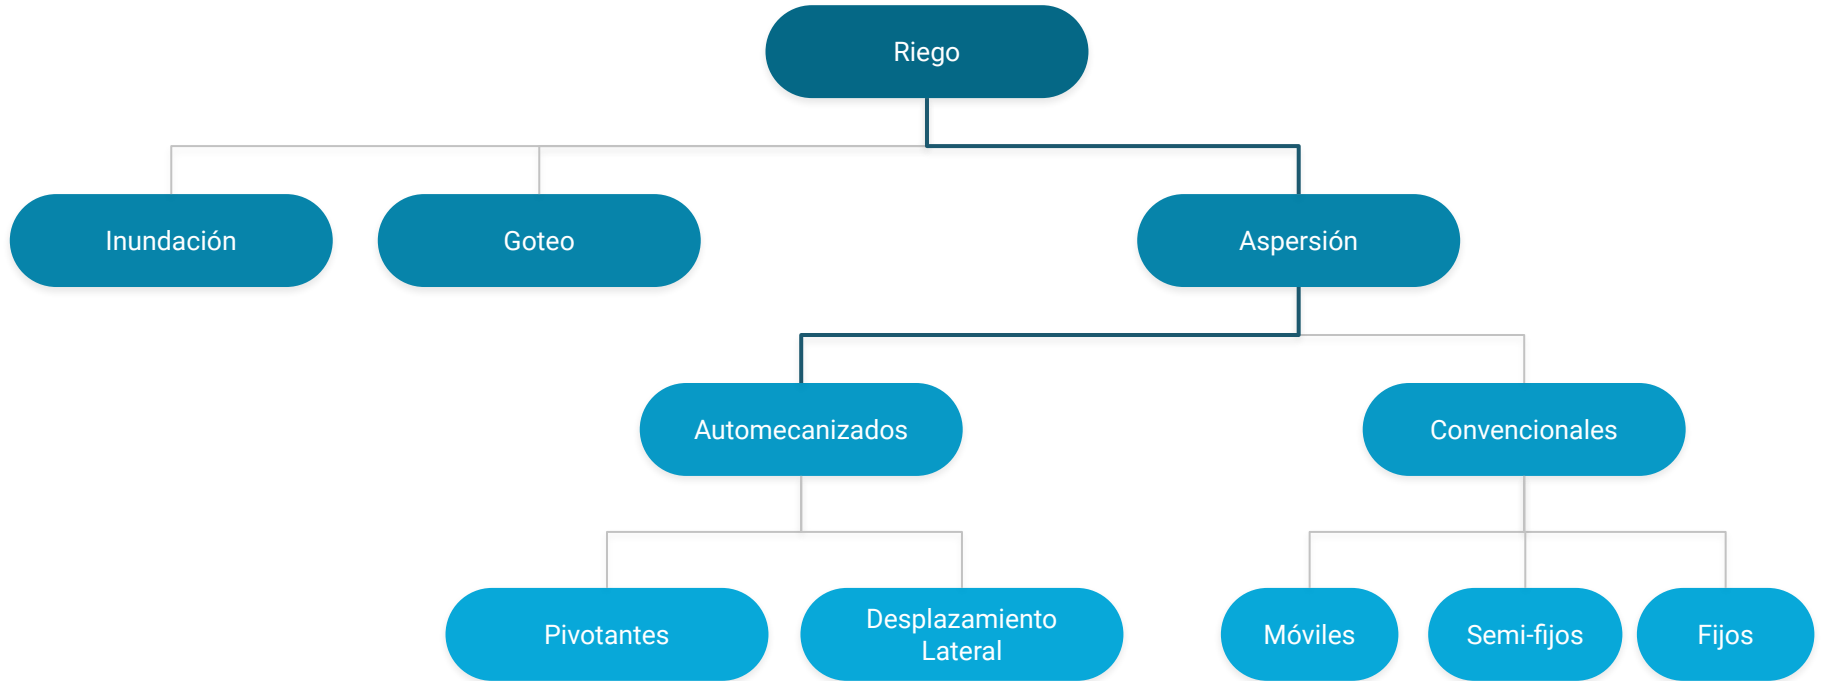 Riego
Inundación
Goteo
Aspersión
Automecanizados
Convencionales
Pivotantes
Desplazamiento
Lateral
Móviles
Semi-fijos
Fijos